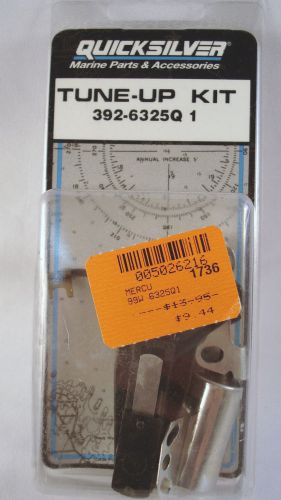 QUICKSILVER®
Marine Parts & Accessories
TUNE-UP KIT
392-6325Q 1
ANNUAL INCREASE
005026216
MERCU 1736
99W 6325Q1
---$13.95-
$9.44